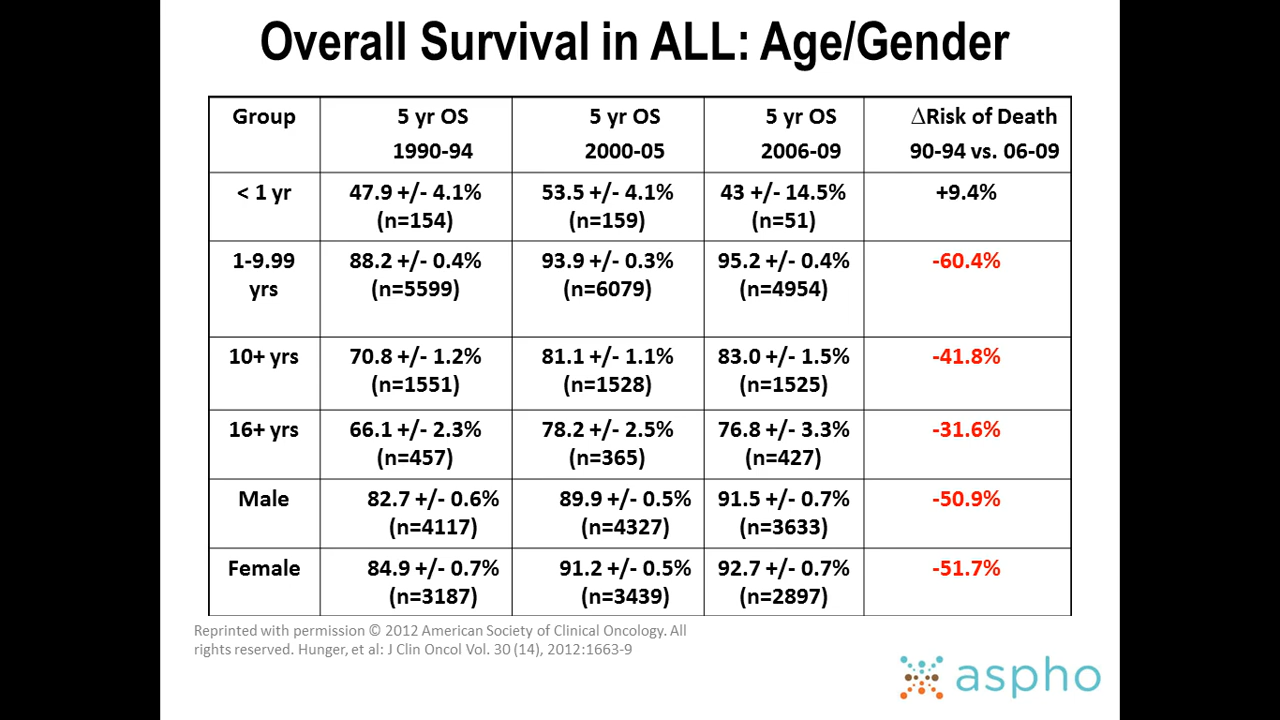 Overall Survival in ALL: Age/Gender
Group 5 yr OS 5 yr OS 5 yr OS ∆Risk of Death
1990-94 2000-05 2006-09 90-94 vs. 06-09
< 1 yr 47.9 +/- 4.1% 53.5 +/- 4.1% 43 +/- 14.5% +9.4%
(n=154) (n=159) (n=51)
1-9.99 88.2 +/- 0.4% 93.9 +/- 0.3% 95.2 +/- 0.4% -60.4%
yrs (n=5599) (n=6079) (n=4954)
10+ yrs 70.8 +/- 1.2% 81.1 +/- 1.1% 83.0 +/- 1.5% -41.8%
(n=1551) (n=1528) (n=1525)
16+ yrs 66.1 +/- 2.3% 78.2 +/- 2.5% 76.8 +/- 3.3% -31.6%
(n=457) (n=365) (n=427)
Male 82.7 +/- 0.6% 89.9 +/- 0.5% 91.5 +/- 0.7% -50.9%
(n=4117) (n=4327) (n=3633)
Female 84.9 +/- 0.7% 91.2 +/- 0.5% 92.7 +/- 0.7% -51.7%
(n=3187) (n=3439) (n=2897)
Reprinted with permission © 2012 American Society of Clinical Oncology. All
rights reserved. Hunger, et al: J Clin Oncol Vol. 30 (14), 2012:1663-9
aspho